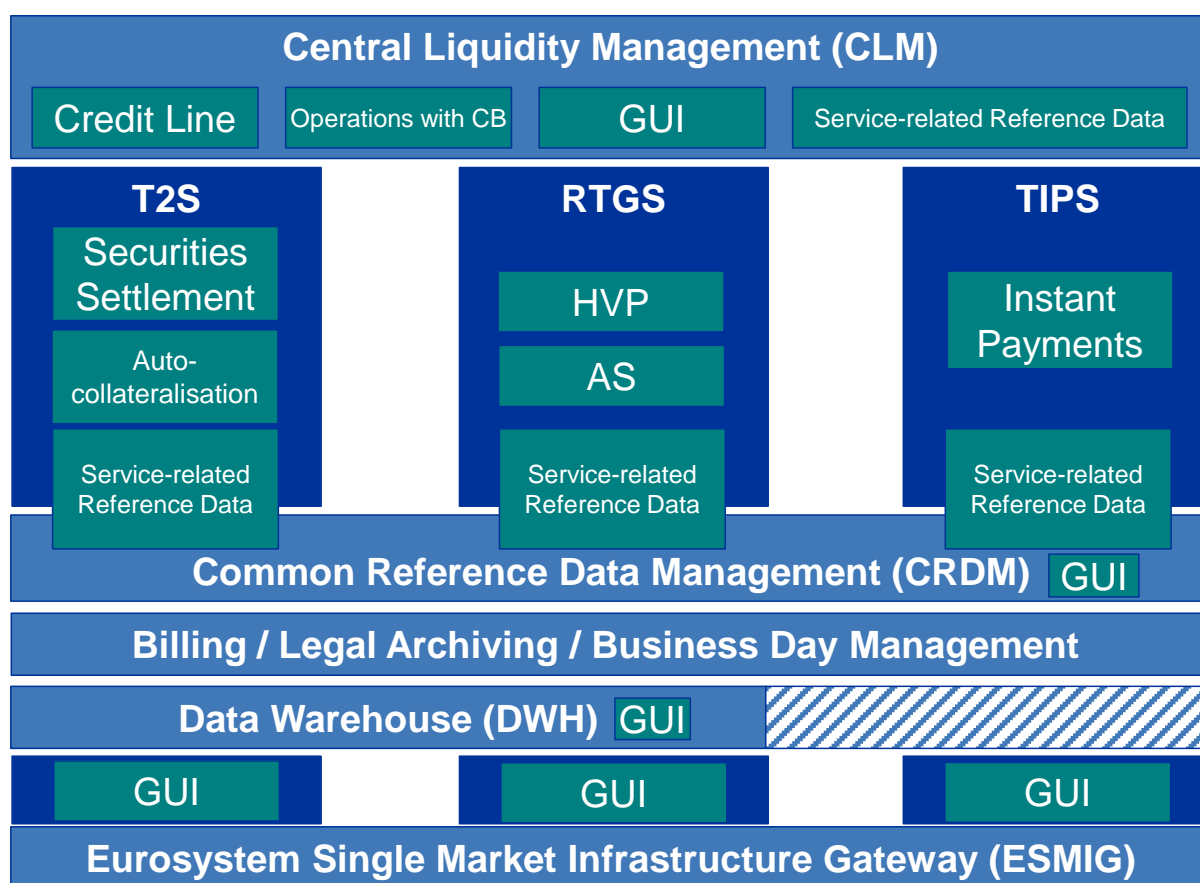 Central Liquidity Management (CLM)
Credit Line
Operations with CB
GUI
Service-related Reference Data
T2S
Securities
Settlement
Auto-
collateralisation
Service-related
Reference Data
RTGS
HVP
AS
Service-related
Reference Data
TIPS
Instant
Payments
Service-related
Reference Data
Common Reference Data Management (CRDM)
GUI
Billing / Legal Archiving / Business Day Management
Data Warehouse (DWH)
GUI
GUI
GUI
GUI
Eurosystem Single Market Infrastructure Gateway (ESMIG)